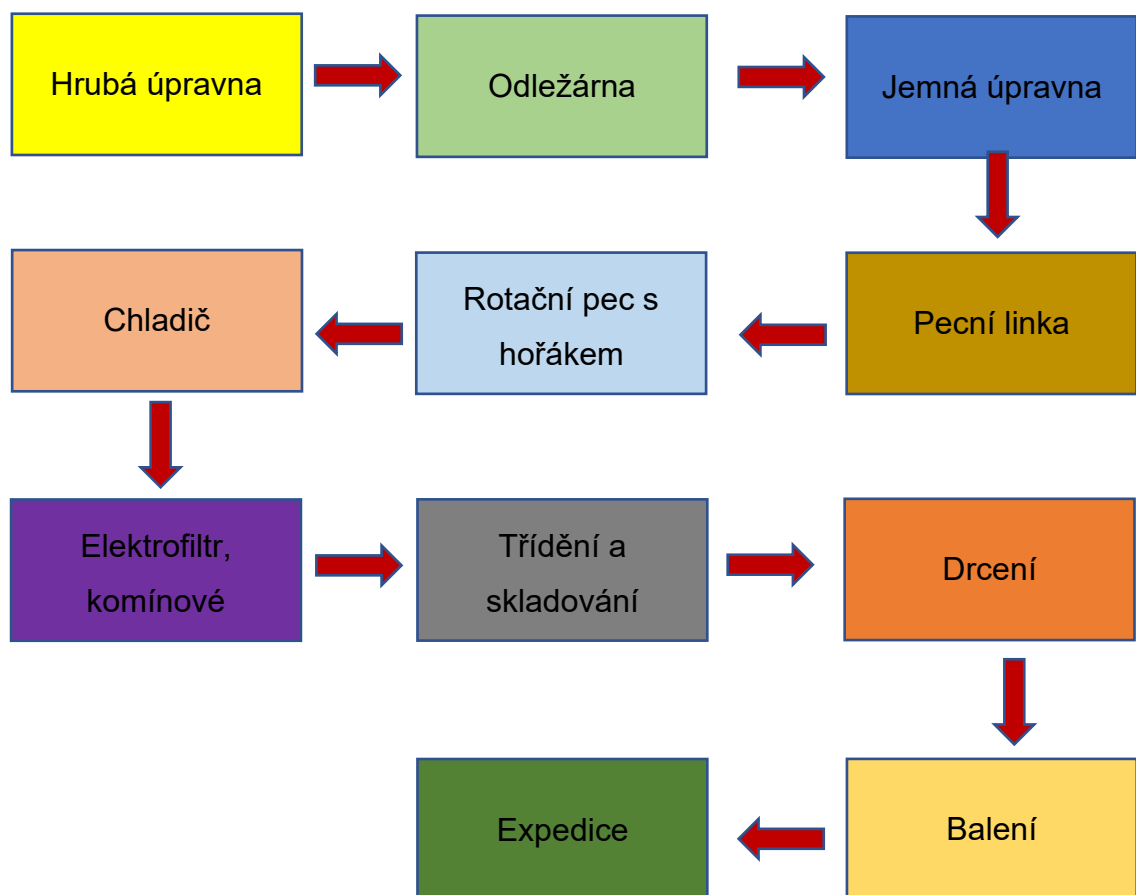 Hrubá úpravna
Odležárna
Jemná úpravna
Chladič
Rotační pec s
hořákem
Pecní linka
Elektrofiltr,
komínové
Třídění a
skladování
Drcení
Expedice
Balení